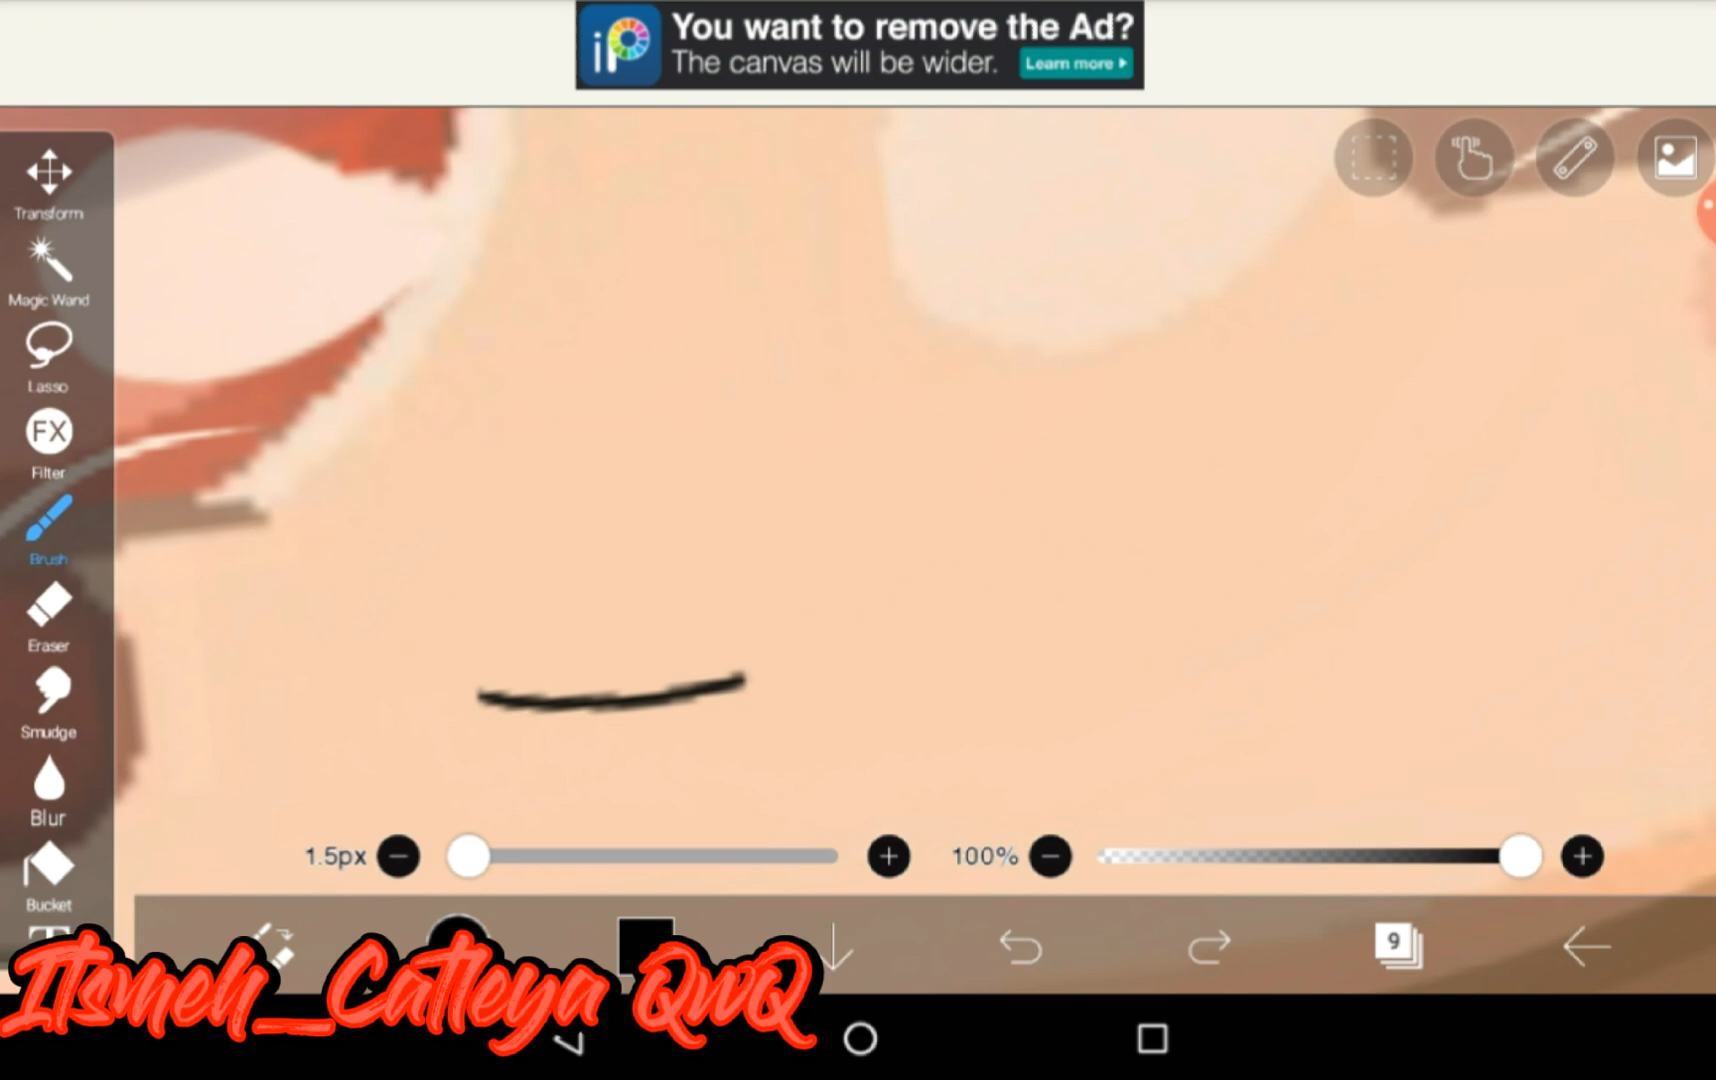 iP
You want to remove the Ad?
The canvas will be wider.
Learn more
Transform
Magic Wand
Lasso
FX
Filter
Brush
Eraser
Smudge
Blur
Bucket
T
1.5px
100%
9
Itsmeh_Catleya QwQ